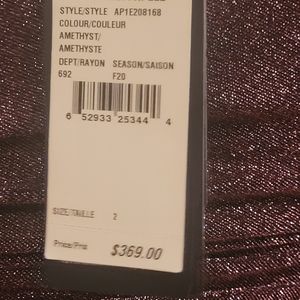 STYLE/STYLE AP1E208168
COLOUR/COULEUR
AMETHYST/
AMETHYSTE
DEPT/RAYON SEASON/SAISON
692 F20
6 52933 25344 4
SIZE/TAILLE 2
Price/Prix $369.00